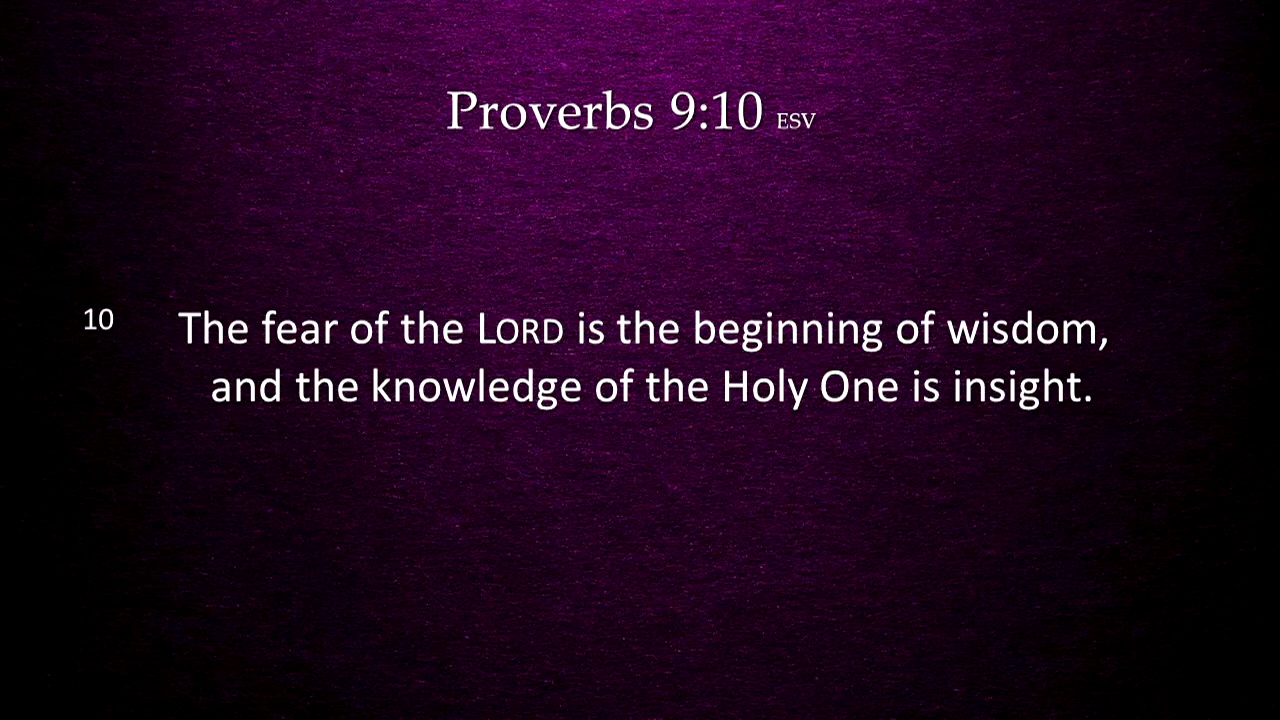 Proverbs 9:10 ESV
10 The fear of the LORD is the beginning of wisdom,
and the knowledge of the Holy One is insight.